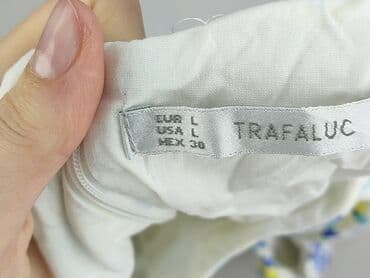 EUR L
USA L
MEX 30
TRAFALUC